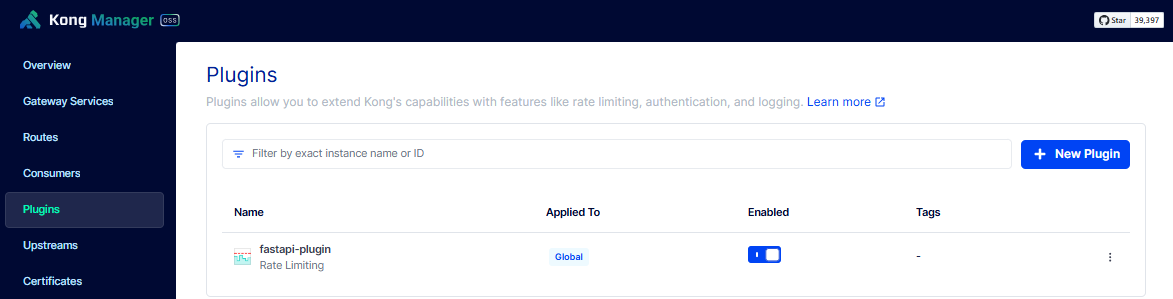 Kong Manager OSS
Star 39,397
Overview
Gateway Services
Routes
Consumers
Plugins
Upstreams
Certificates
Plugins
Plugins allow you to extend Kong's capabilities with features like rate limiting, authentication, and logging. Learn more
Filter by exact instance name or ID
New Plugin
Name Applied To Enabled Tags
fastapi-plugin
Rate Limiting
Global
-